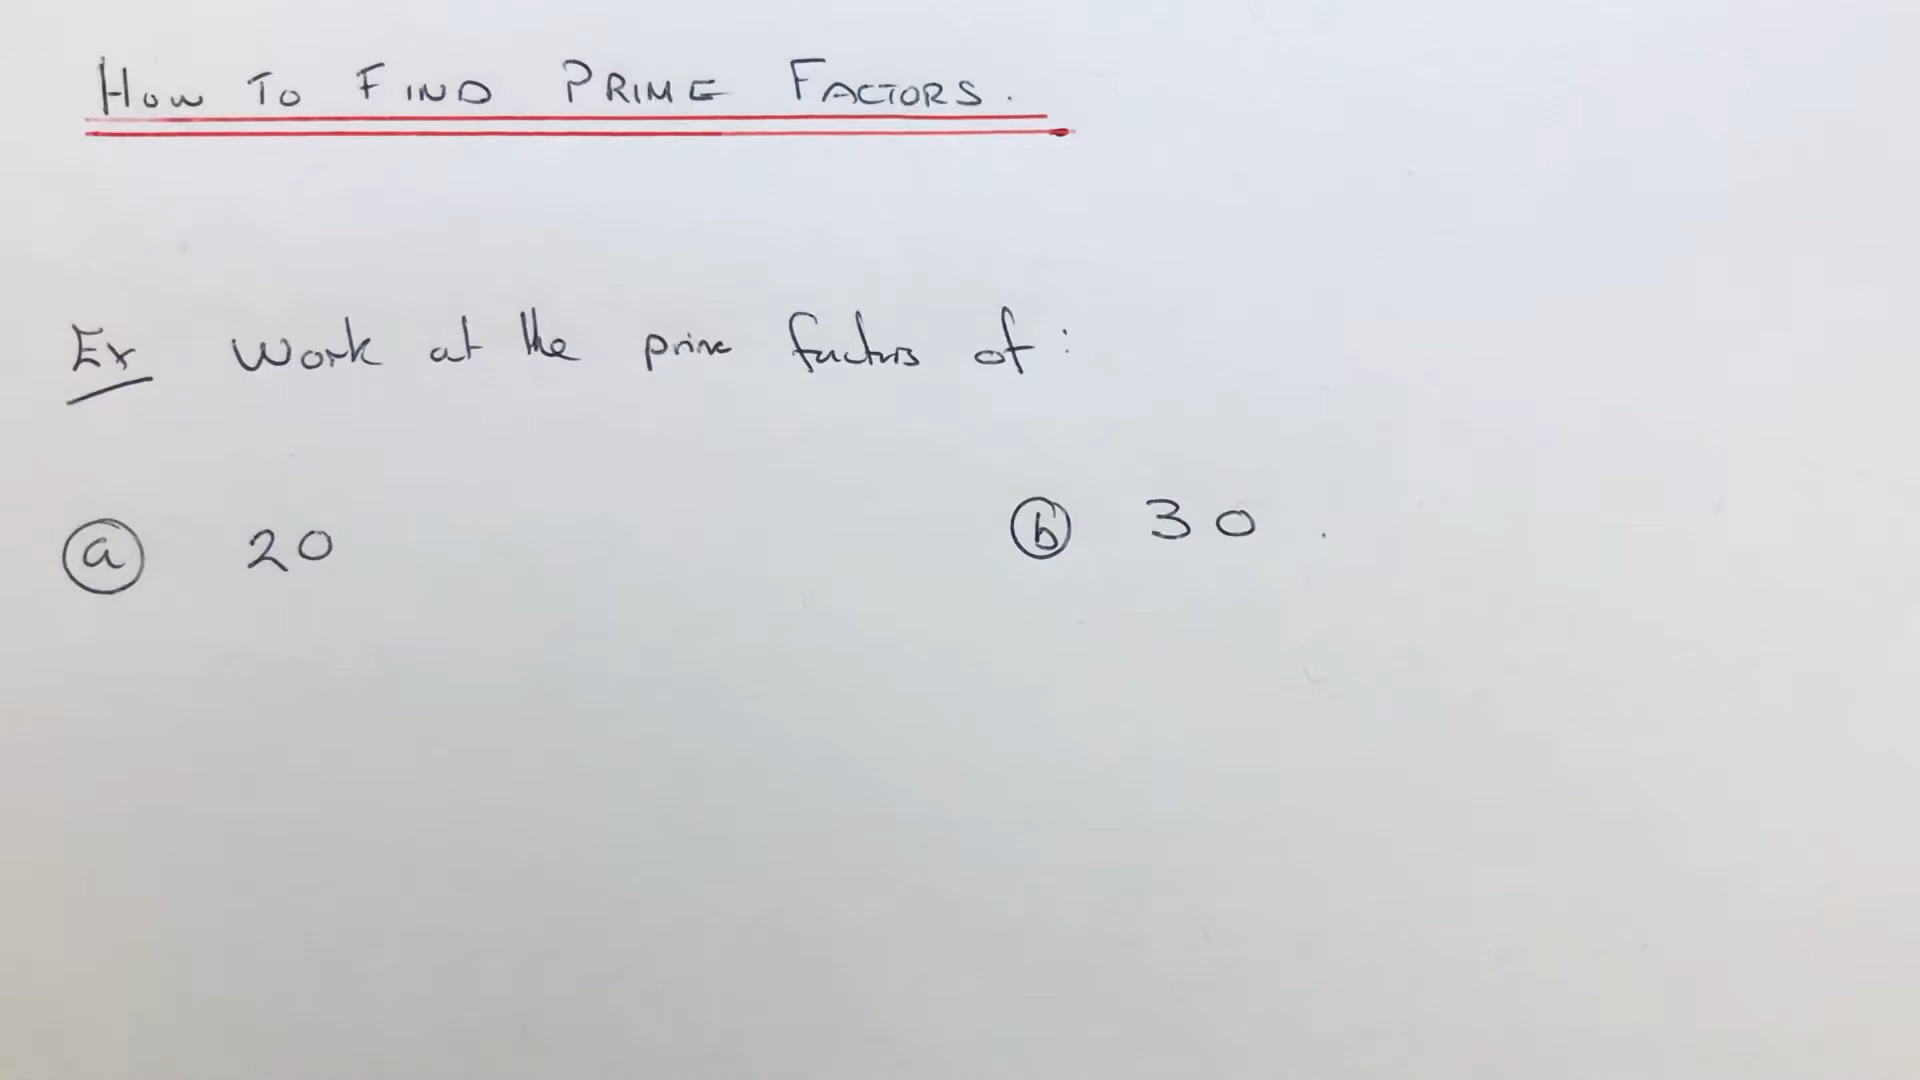 How To Find Prime Factors.
Ex Work out the prime factors of:
(a) 20
(b) 30.